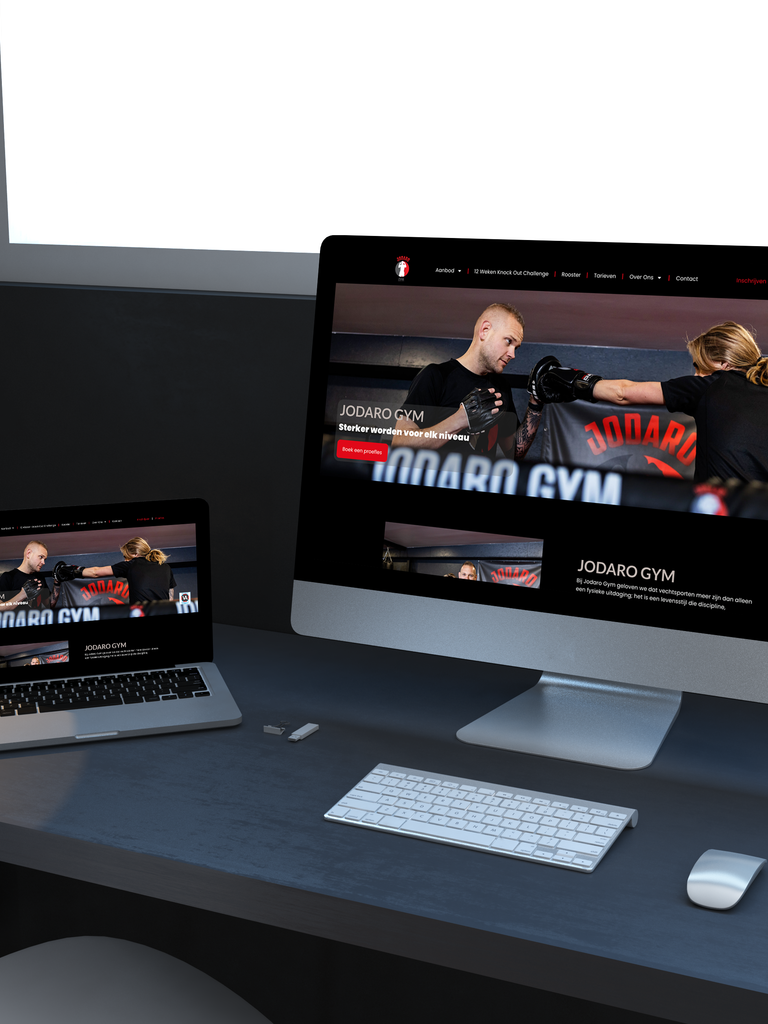 Aanbod
12 Weken Knock Out Challenge
Rooster
Tarieven
Over Ons
Contact
Inschrijven
JODARO GYM
Sterker worden voor elk niveau
Boek een proefles
JODARO
JODARO GYM
JODARO
JODARO GYM
Bij Jodaro Gym geloven we dat vechtsporten meer zijn dan alleen
een fysieke uitdaging; het is een levensstijl die discipline,
JODARO
JODARO GYM
JODARO GYM